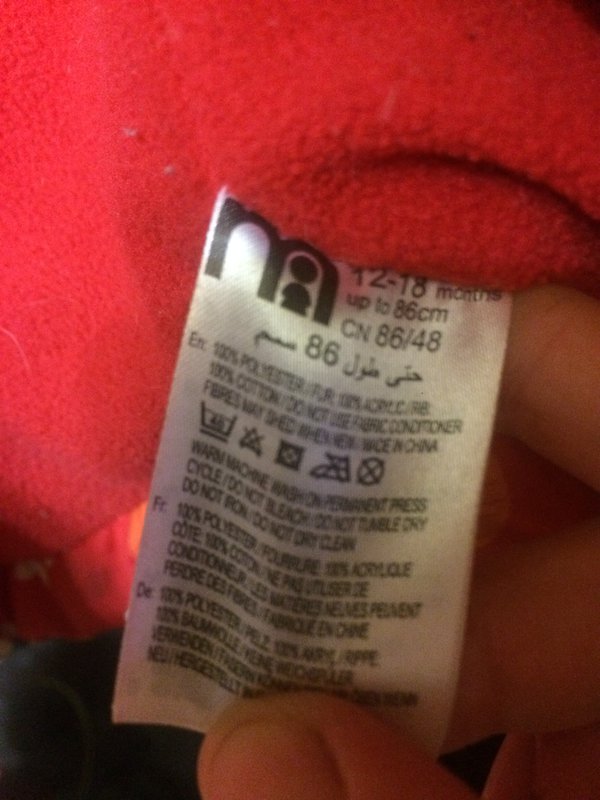 12-18 months
up to 86cm
CN 86/48
حتى طول 86 سم
En: 100% POLYESTER / FUR: 100% ACRYLIC / RIB:
100% COTTON / DO NOT USE FABRIC CONDITIONER
FIBRES MAY SHED WHEN NEW / MADE IN CHINA
WARM MACHINE WASH ON PERMANENT PRESS
CYCLE / DO NOT BLEACH / DO NOT TUMBLE DRY
DO NOT IRON / DO NOT DRY CLEAN
Fr: 100% POLYESTER / FOURRURE: 100% ACRYLIQUE
CÔTE: 100% COTON. / NE PAS UTILISER DE
CONDITIONNEUR. LES MATIÈRES NEUVES PEUVENT
PERDRE DES FIBRES. / FABRIQUÉ EN CHINE
De: 100% POLYESTER / PELZ: 100% AKRYL / RIPPE:
100% BAUMWOLLE / KEINE WEICHSPÜLER
VERWENDEN / FASERN KÖNNEN WENN
NEU / HERGESTELLT IN